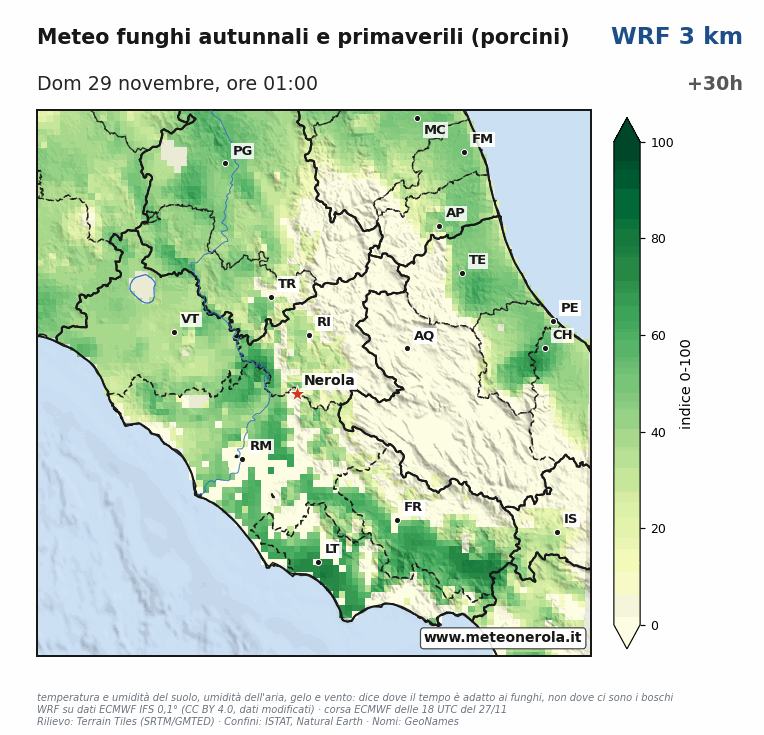 Meteo funghi autunnali e primaverili (porcini)
WRF 3 km
Dom 29 novembre, ore 01:00
+30h
MC
FM
PG
AP
TE
TR
PE
VT
RI
AQ
CH
Nerola
RM
FR
IS
LT
www.meteonerola.it
100
80
60
40
20
0
indice 0-100
temperatura e umidità del suolo, umidità dell'aria, gelo e vento: dice dove il tempo è adatto ai funghi, non dove ci sono i boschi
WRF su dati ECMWF IFS 0,1° (CC BY 4.0, dati modificati) · corsa ECMWF delle 18 UTC del 27/11
Rilievo: Terrain Tiles (SRTM/GMTED) · Confini: ISTAT, Natural Earth · Nomi: GeoNames